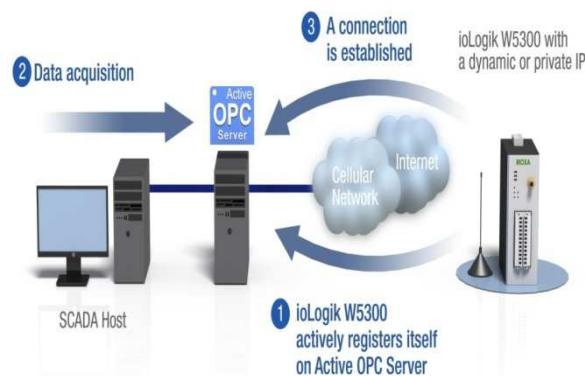 3 A connection
is established
ioLogik W5300 with
a dynamic or private IP
2 Data acquisition
Active
OPC
Server
Cellular
Network
Internet
MOXA
SCADA Host
1 ioLogik W5300
actively registers itself
on Active OPC Server